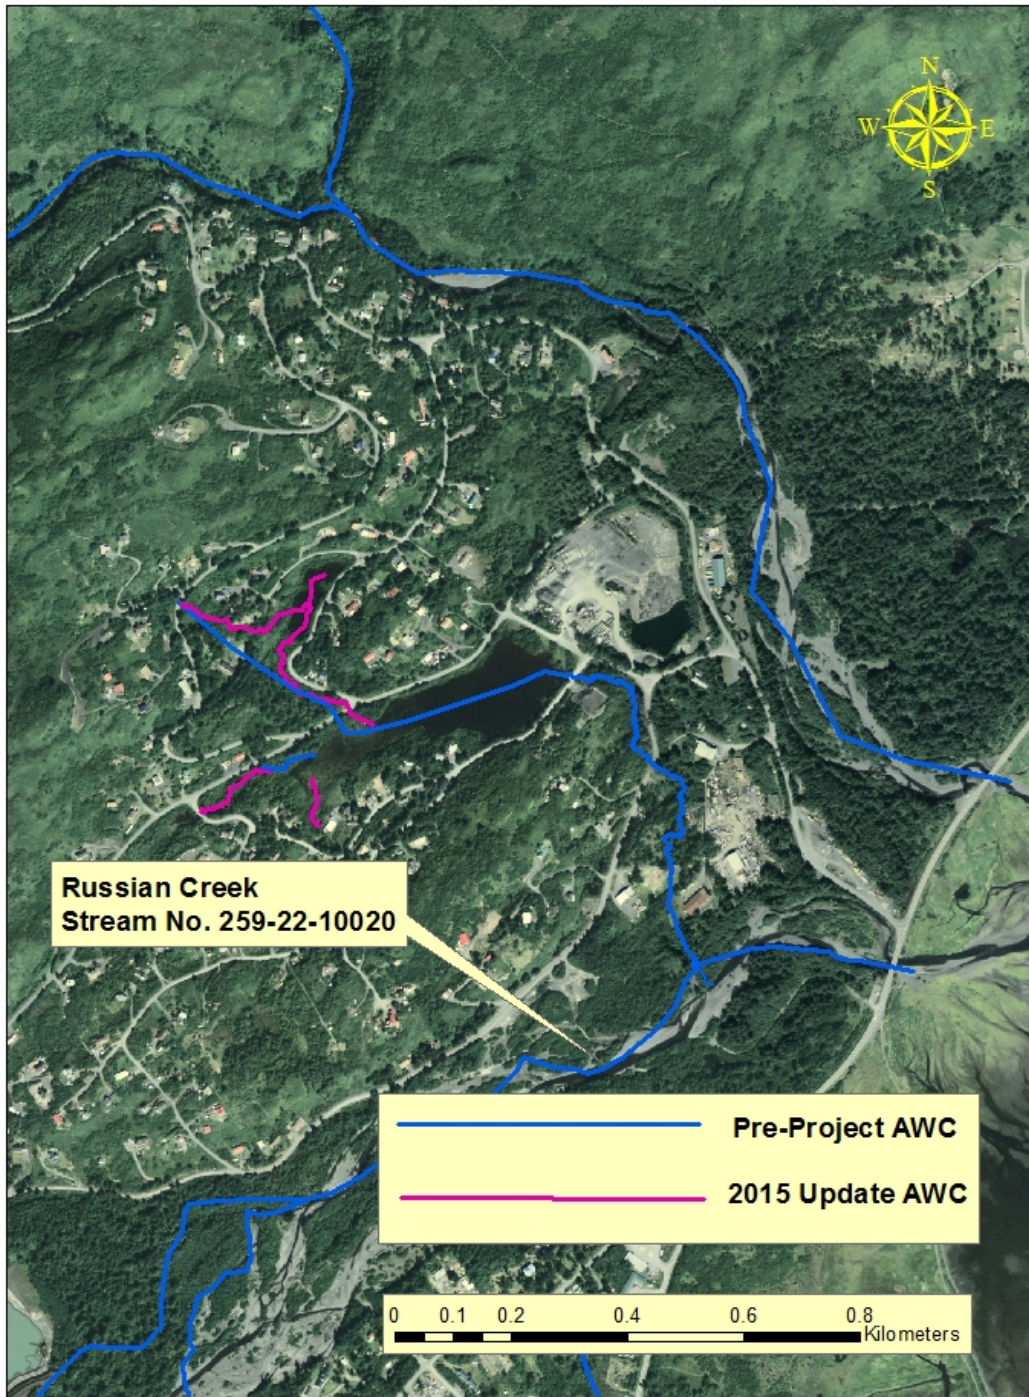 N
W E
S
Russian Creek
Stream No. 259-22-10020
Pre-Project AWC
2015 Update AWC
0 0.1 0.2 0.4 0.6 0.8
Kilometers